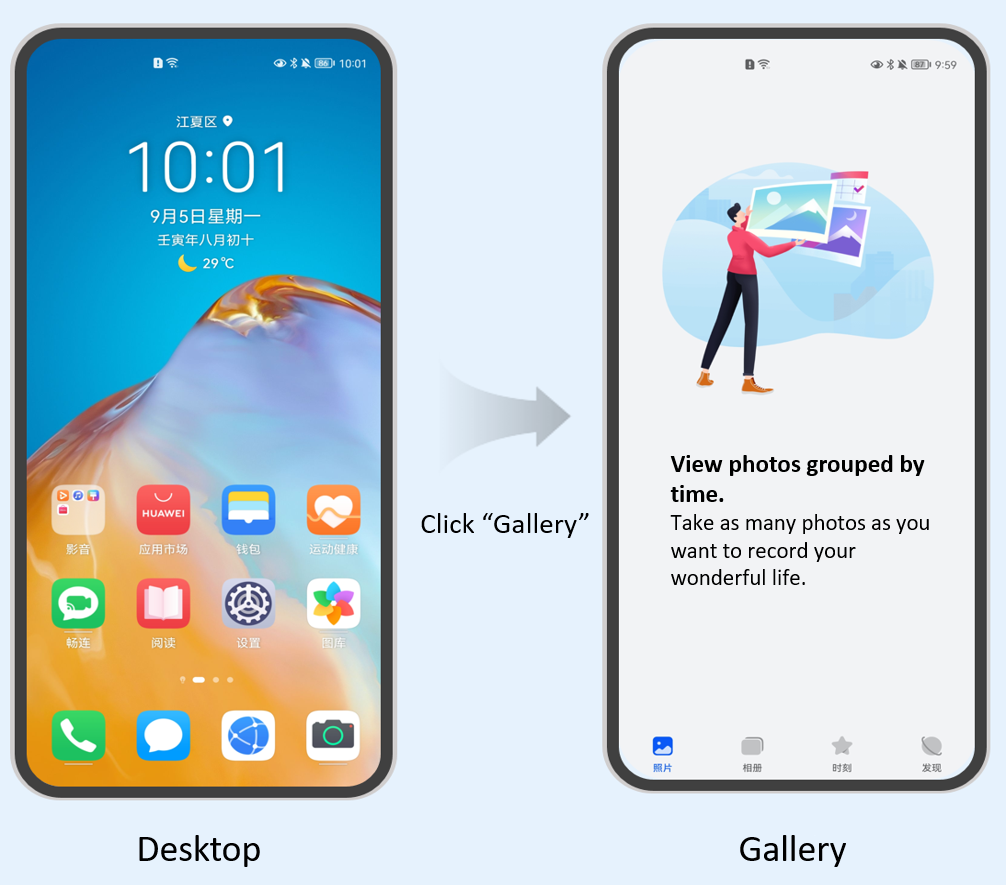 86 10:01
江夏区
10:01
9月5日星期一
壬寅年八月初十
29℃
HUAWEI
影音 应用市场 钱包 运动健康
畅连 阅读 设置 图库
Desktop
Click “Gallery”
87 9:59
View photos grouped by
time.
Take as many photos as you
want to record your
wonderful life.
照片 相册 时刻 发现
Gallery